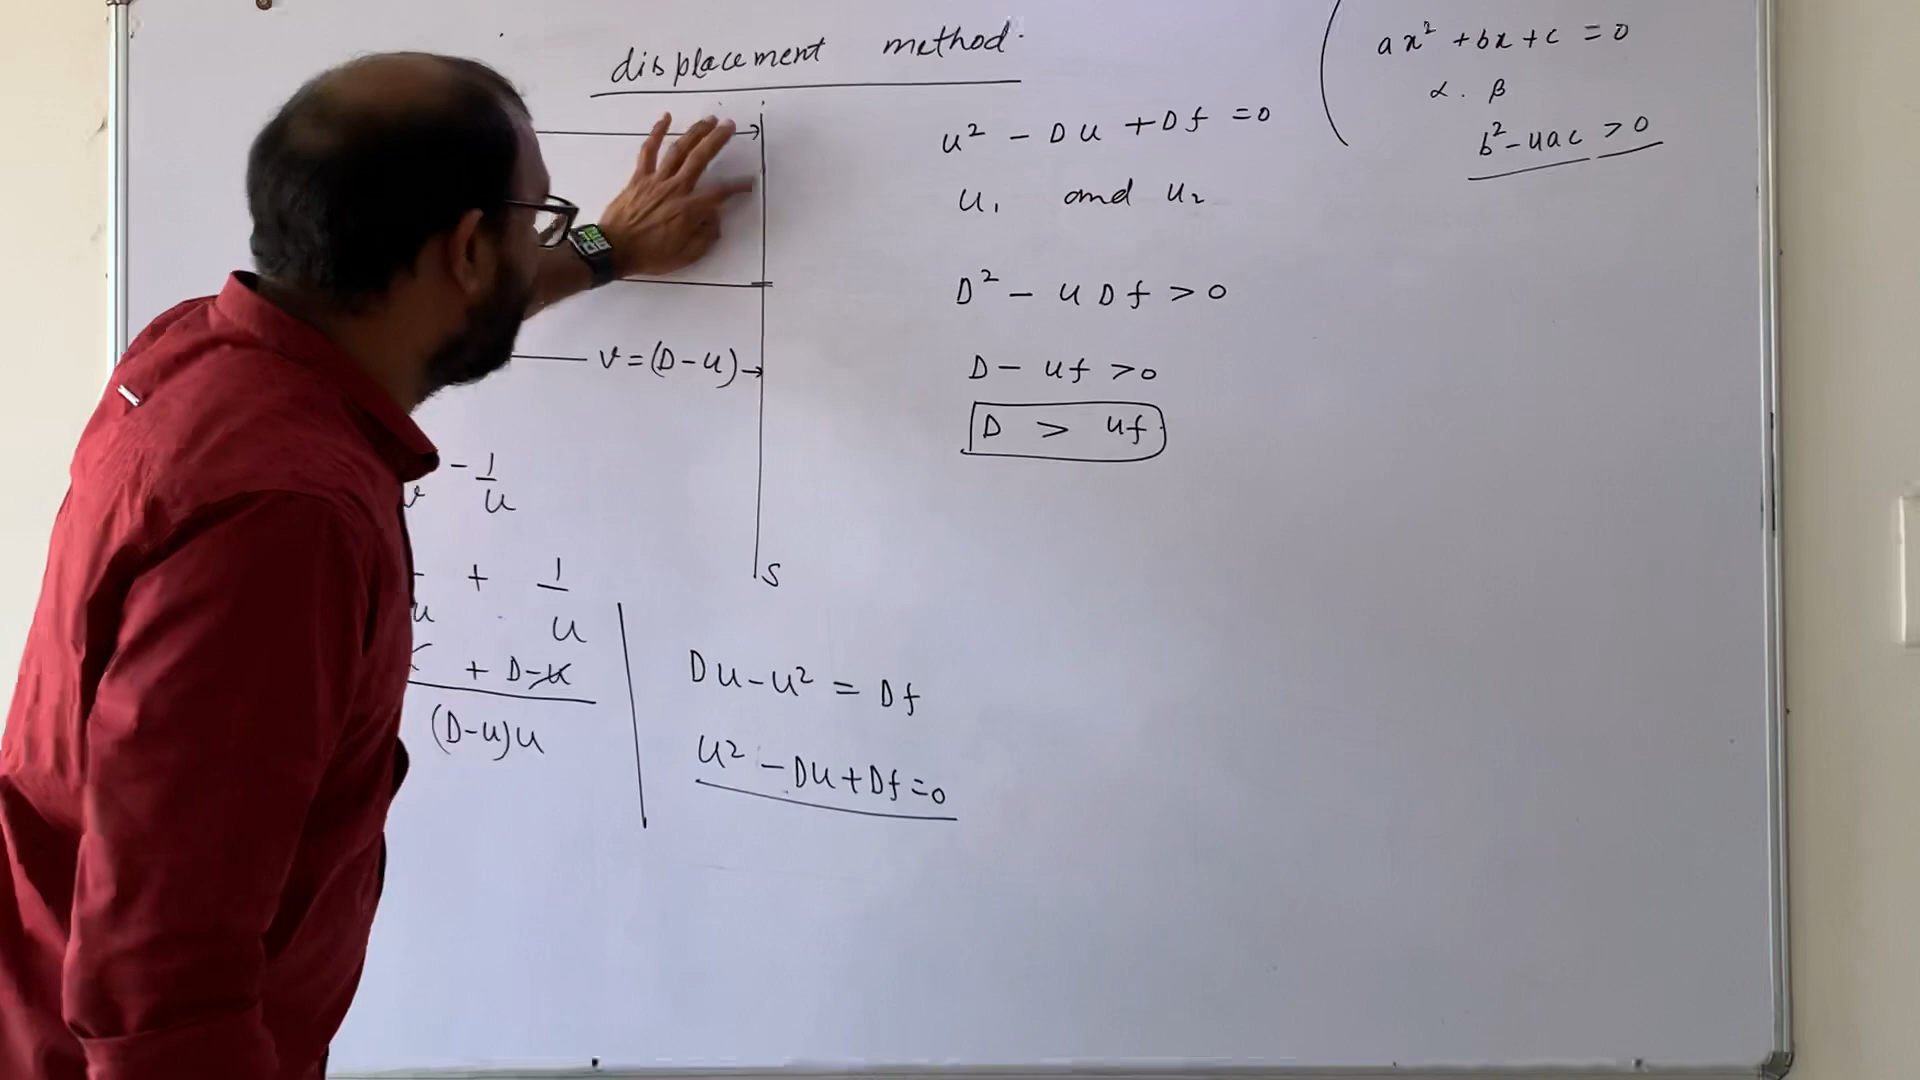 displacement method.
v = (D-u)
v - 1/u
u + 1/u
+ D-u
(D-u)u
S
Du - u² = Df
u² - Du + Df = 0
u² - Du + Df = 0
u₁ and u₂
D² - 4Df > 0
D - 4f > 0
D > 4f
ax² + bx + c = 0
α . β
b² - 4ac > 0